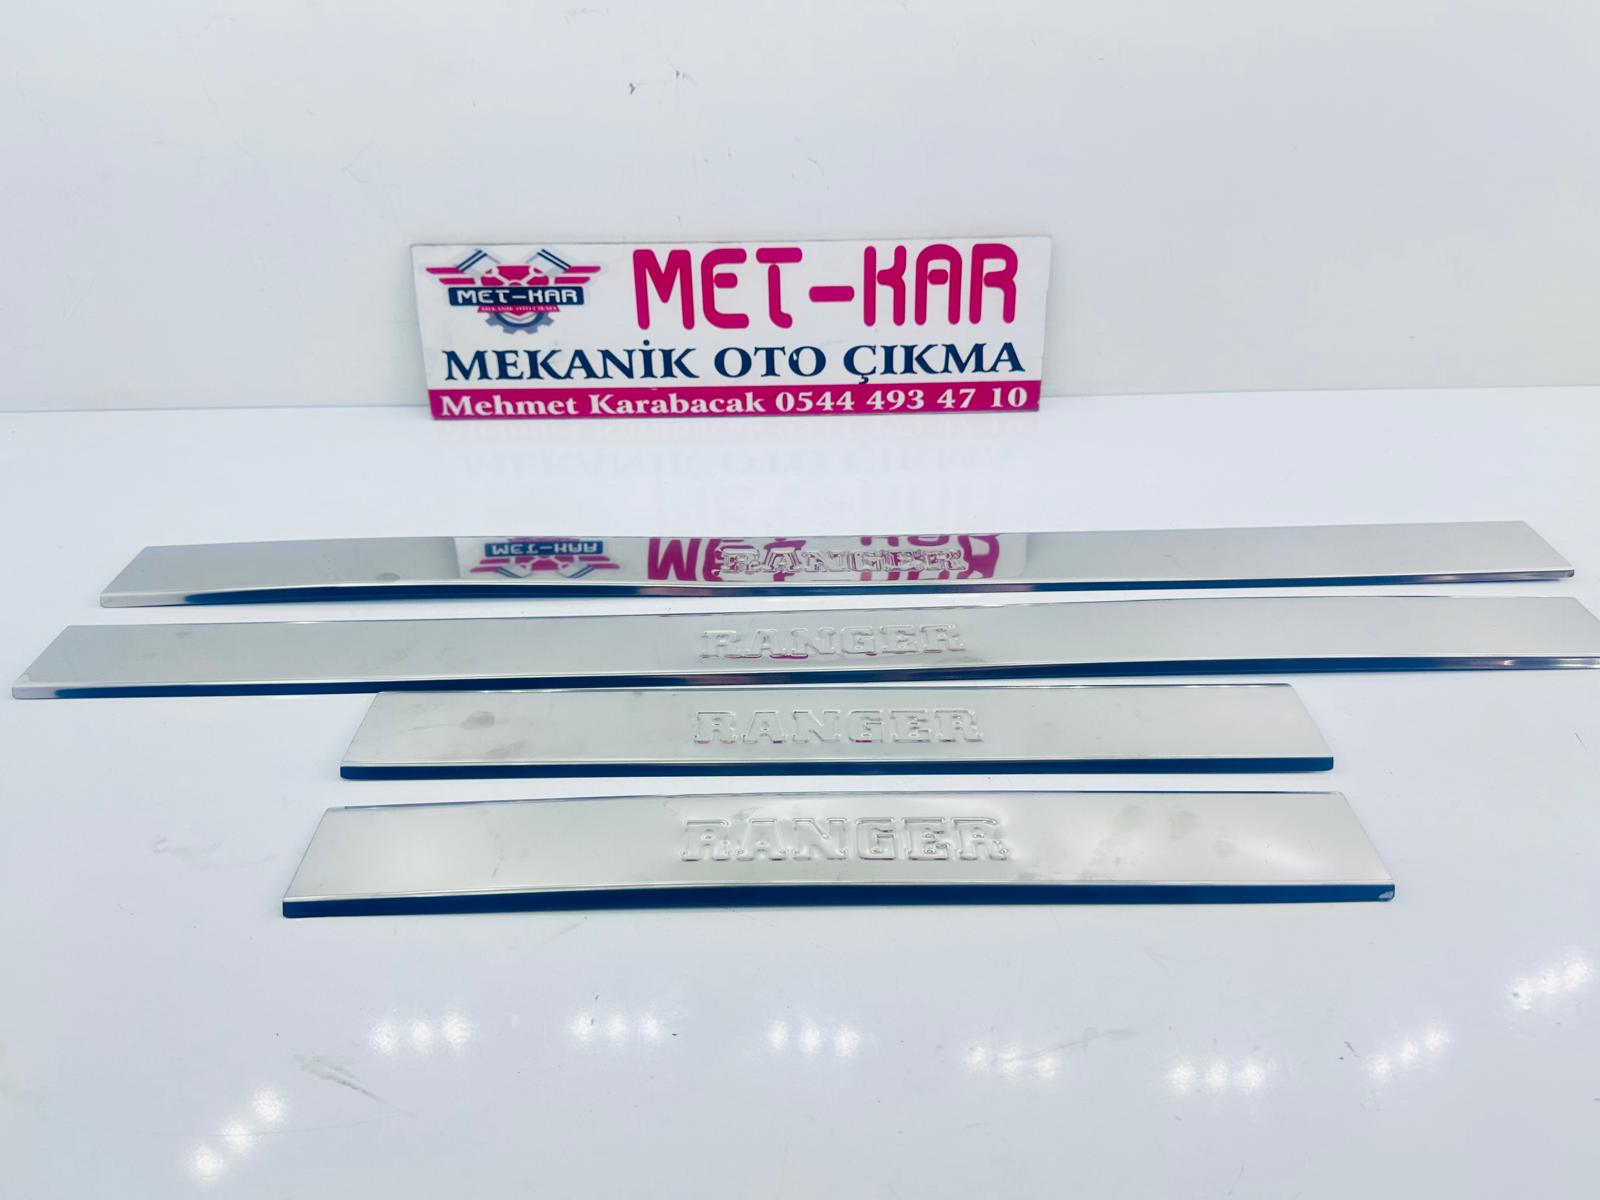 MET-KAR
MET-KAR
MEKANİK OTO ÇIKMA
MEKANİK OTO ÇIKMA
Mehmet Karabacak 0544 493 47 10
RANGER
RANGER
RANGER
RANGER